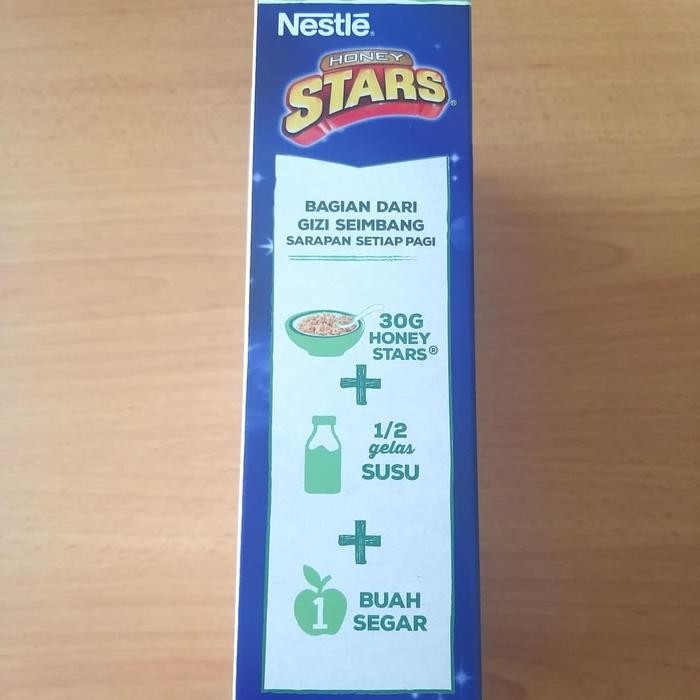 Nestlé®
HONEY
STARS®
BAGIAN DARI
GIZI SEIMBANG
SARAPAN SETIAP PAGI
30G
HONEY
STARS®
+
1/2
gelas
SUSU
+
1
BUAH
SEGAR